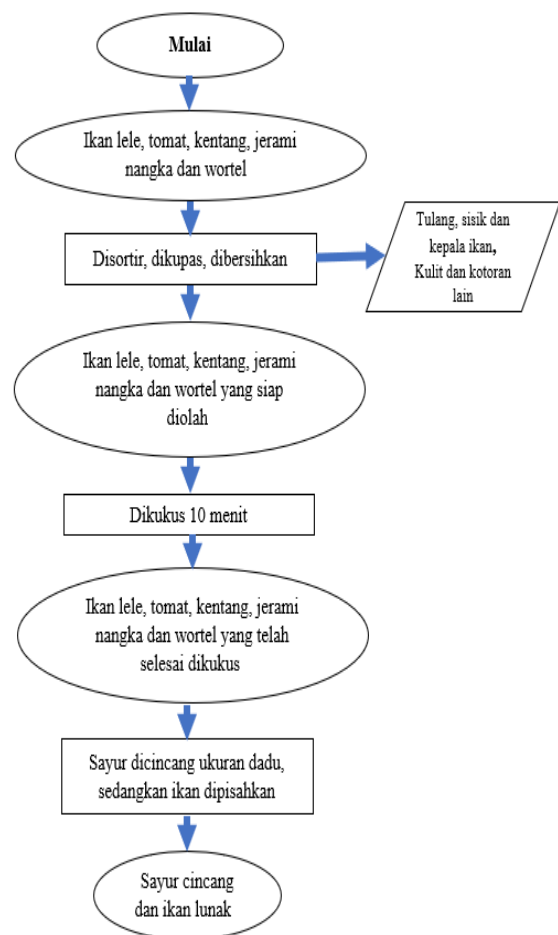 Mulai
Ikan lele, tomat, kentang, jerami
nangka dan wortel
Disortir, dikupas, dibersihkan
Tulang, sisik dan
kepala ikan,
Kulit dan kotoran
lain
Ikan lele, tomat, kentang, jerami
nangka dan wortel yang siap
diolah
Dikukus 10 menit
Ikan lele, tomat, kentang, jerami
nangka dan wortel yang telah
selesai dikukus
Sayur dicincang ukuran dadu,
sedangkan ikan dipisahkan
Sayur cincang
dan ikan lunak